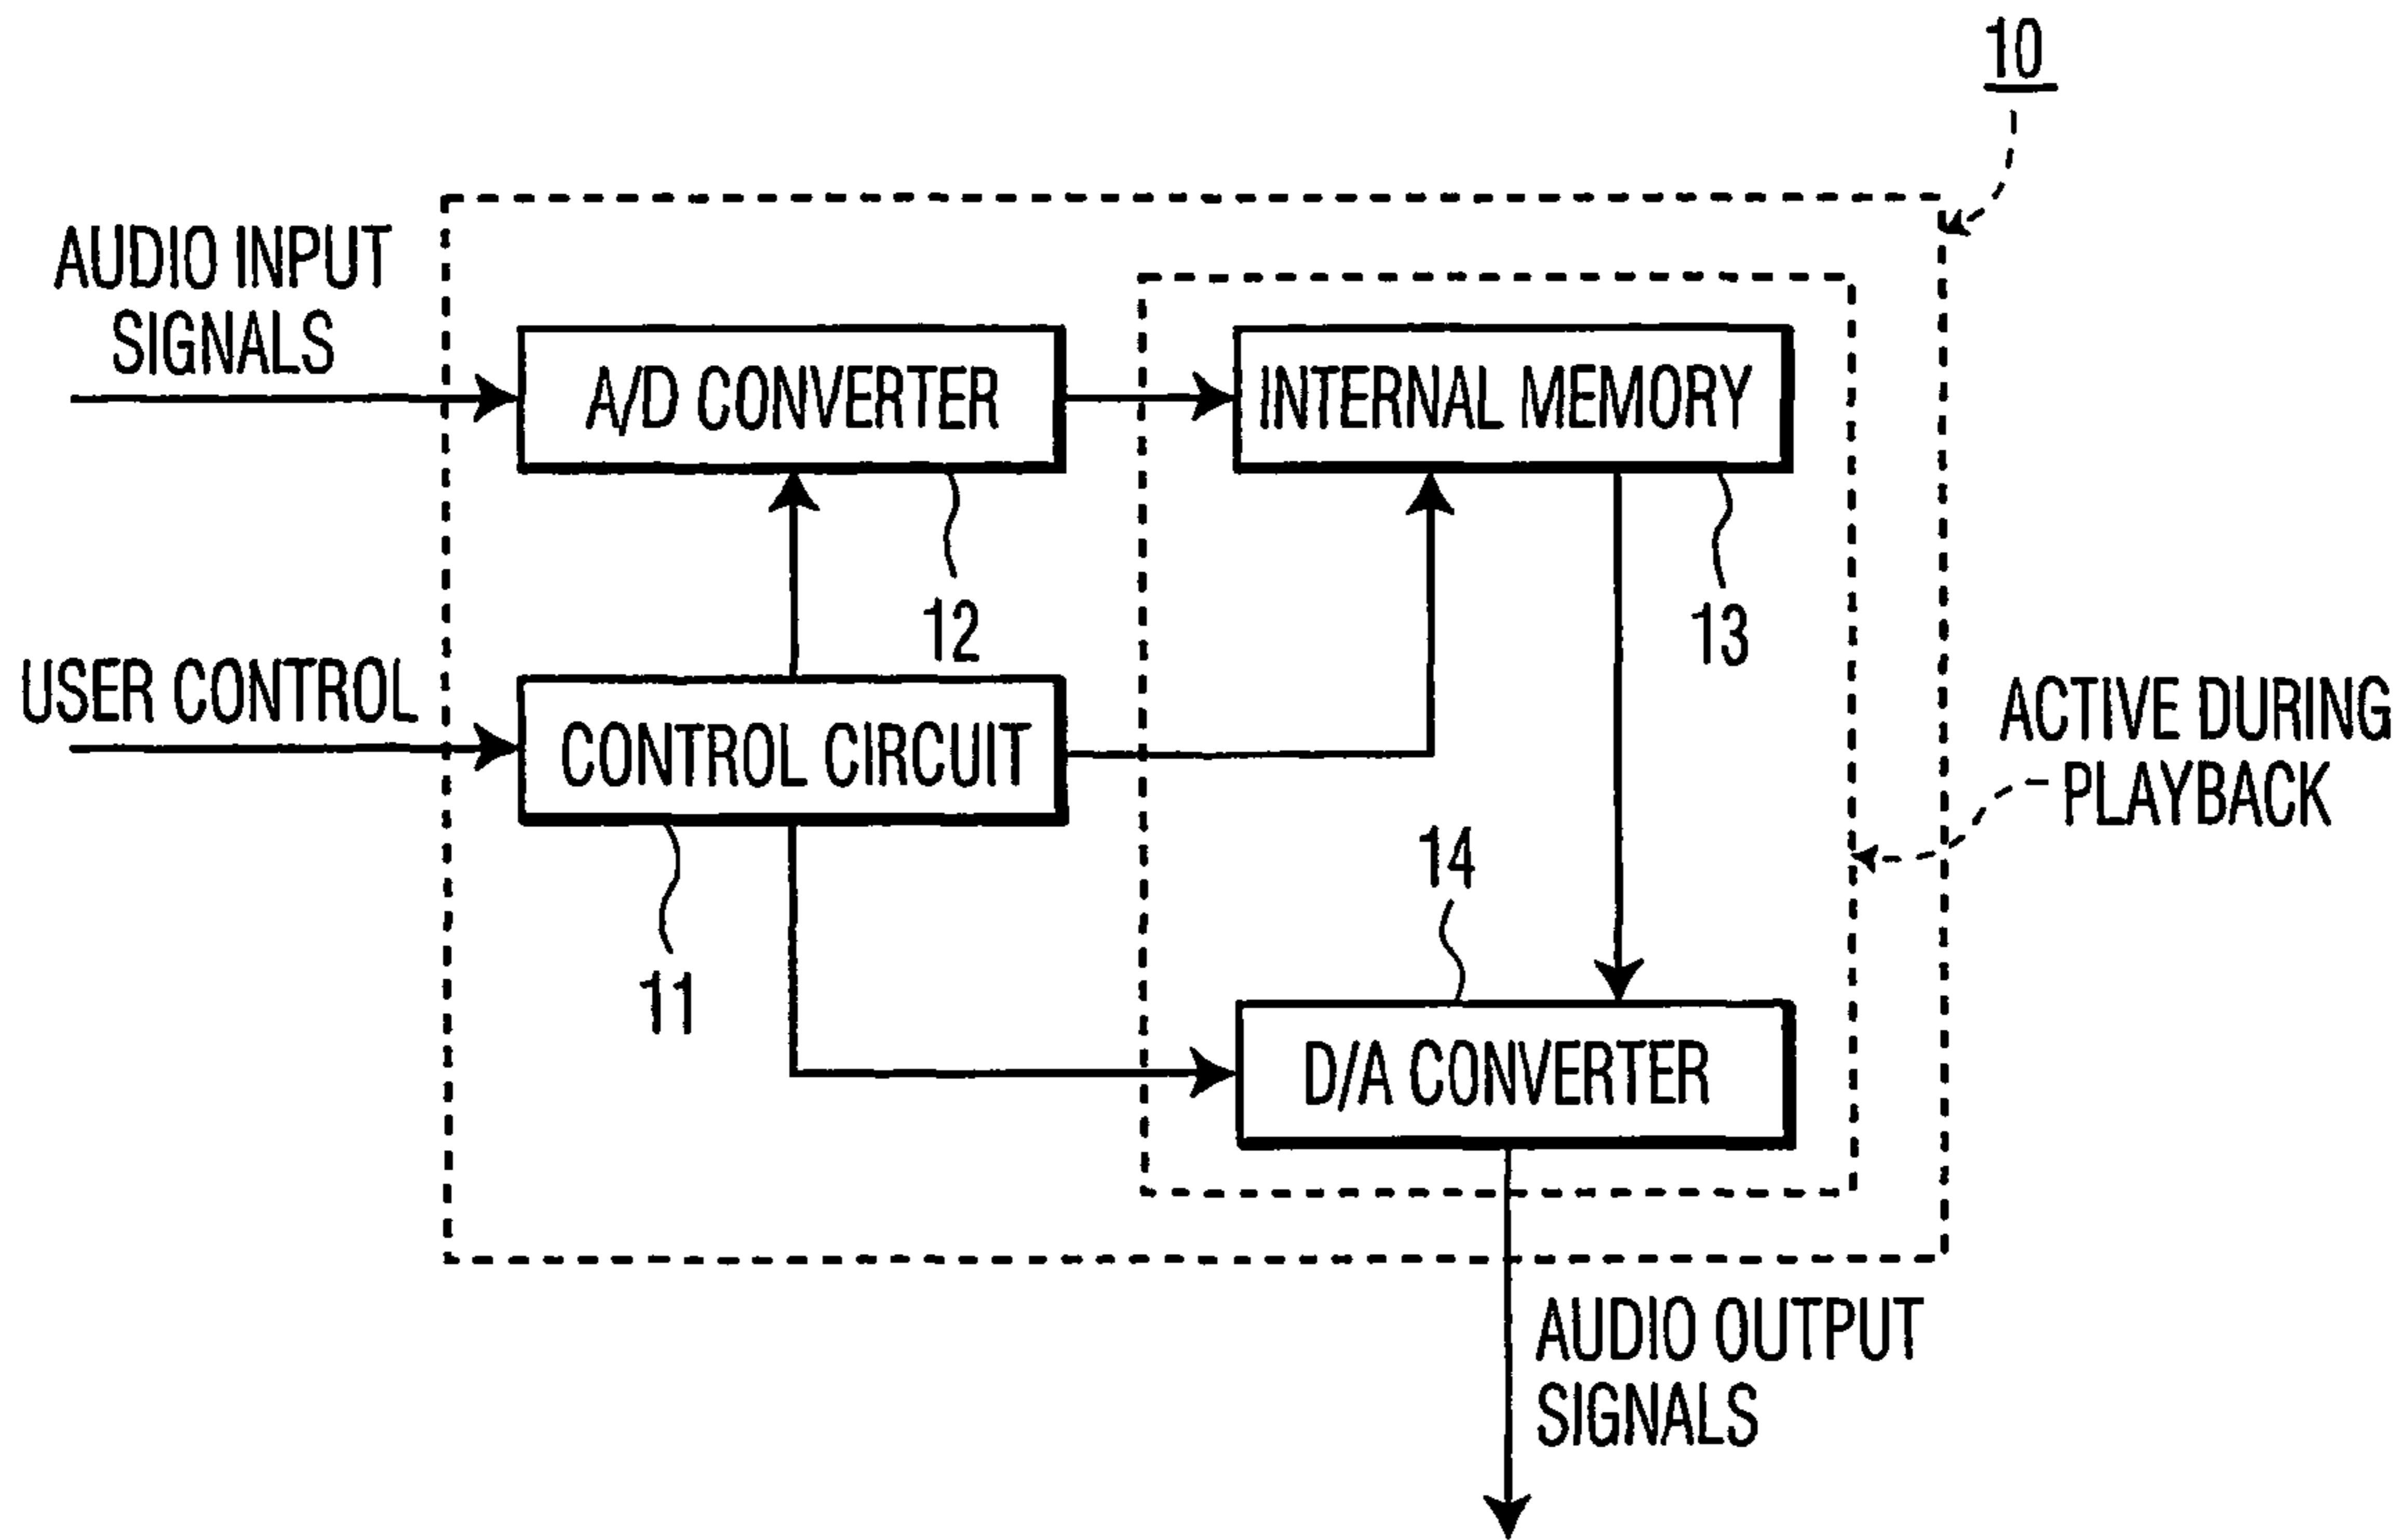 10
AUDIO INPUT
SIGNALS
A/D CONVERTER
INTERNAL MEMORY
12
13
USER CONTROL
CONTROL CIRCUIT
ACTIVE DURING
PLAYBACK
11
14
D/A CONVERTER
AUDIO OUTPUT
SIGNALS